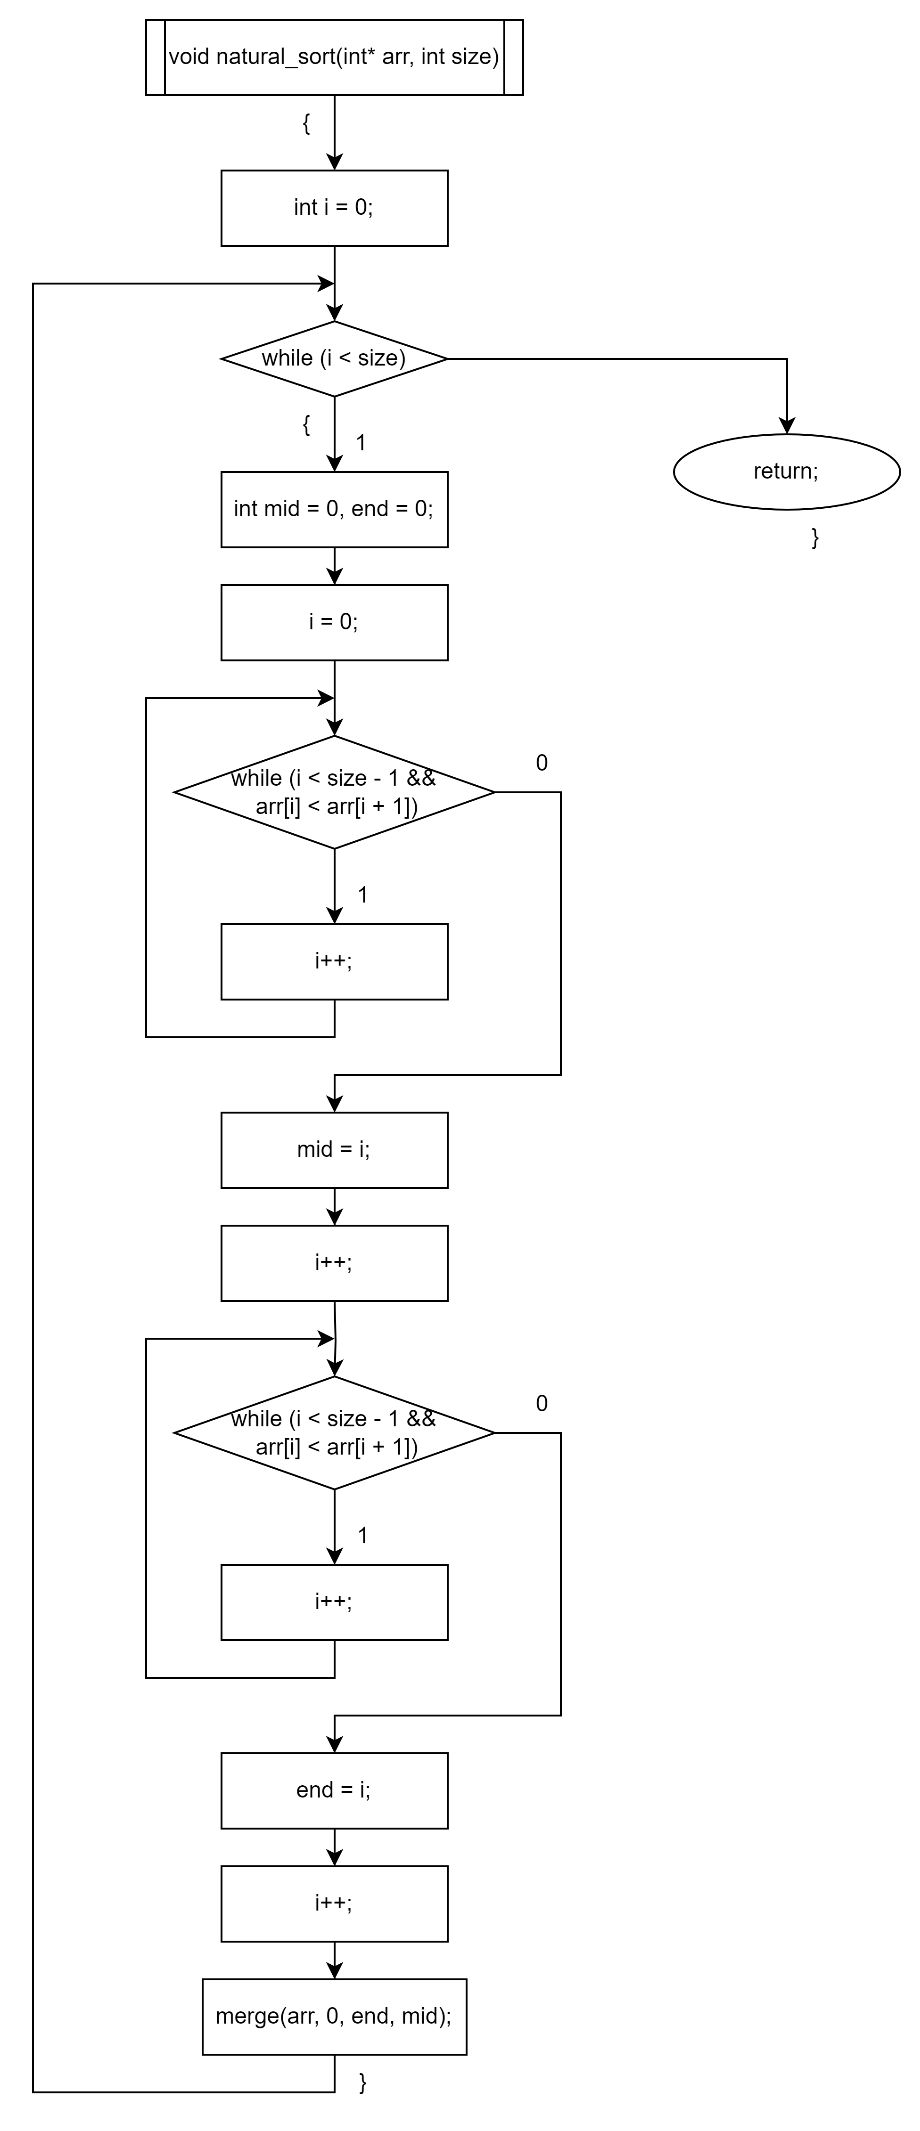 void natural_sort(int* arr, int size)
{
int i = 0;
while (i < size)
{
1
return;
}
int mid = 0, end = 0;
i = 0;
0
while (i < size - 1 &&
arr[i] < arr[i + 1])
1
i++;
mid = i;
i++;
0
while (i < size - 1 &&
arr[i] < arr[i + 1])
1
i++;
end = i;
i++;
merge(arr, 0, end, mid);
}